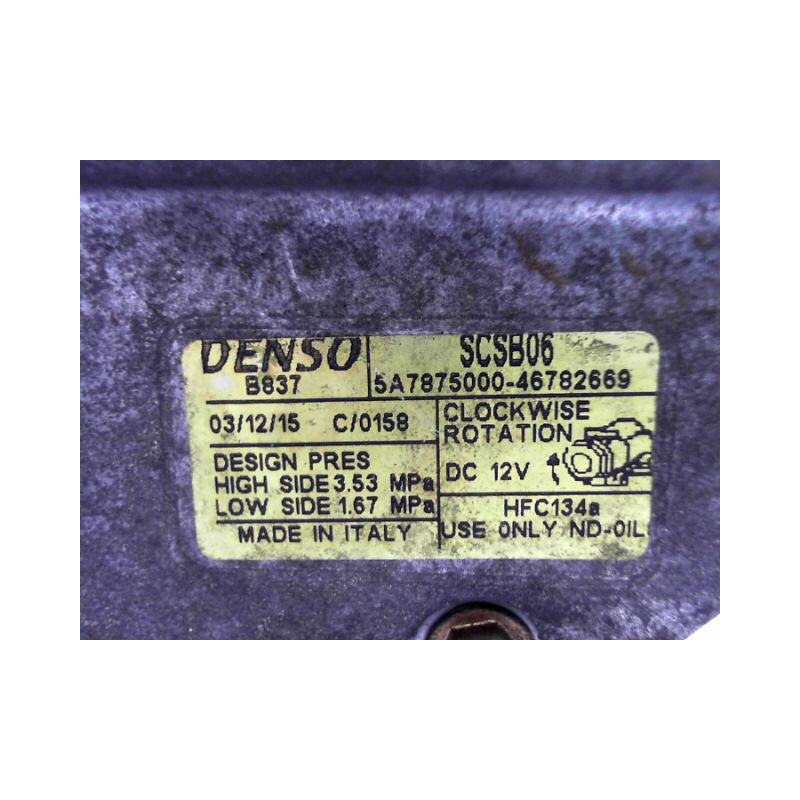 DENSO
B837
SCSB06
5A7875000-46782669
03/12/15 C/0158
CLOCKWISE
ROTATION
DC 12V
DESIGN PRES
HIGH SIDE 3.53 MPa
LOW SIDE 1.67 MPa
HFC134a
MADE IN ITALY
USE ONLY ND-OIL